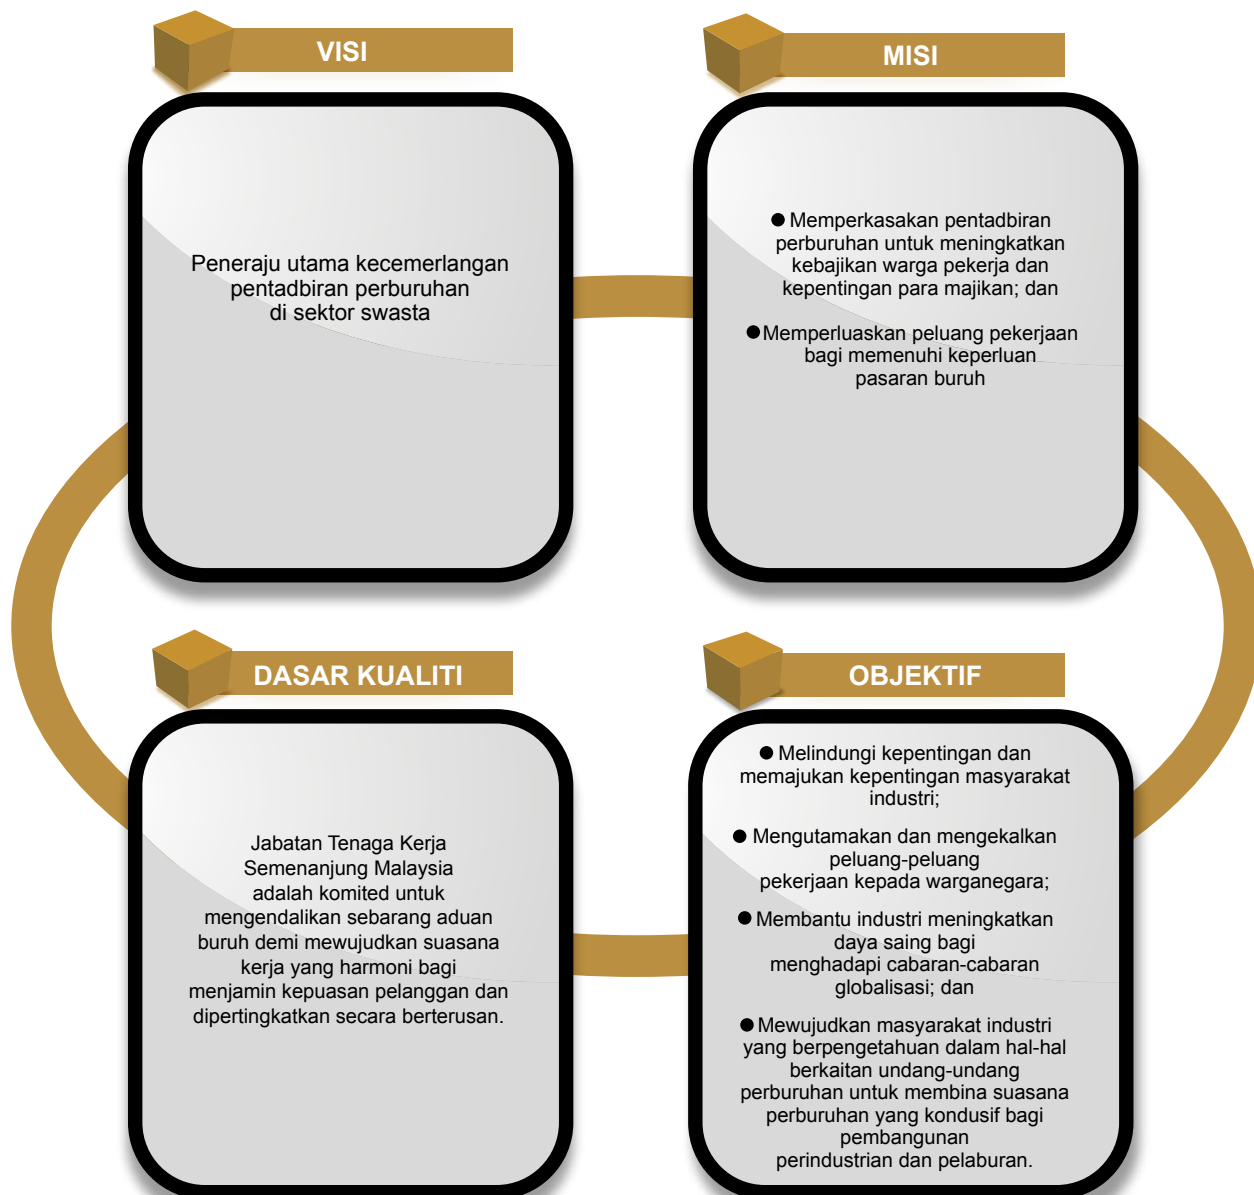 VISI
Peneraju utama kecemerlangan
pentadbiran perburuhan
di sektor swasta
MISI
● Memperkasakan pentadbiran
perburuhan untuk meningkatkan
kebajikan warga pekerja dan
kepentingan para majikan; dan
● Memperluaskan peluang pekerjaan
bagi memenuhi keperluan
pasaran buruh
DASAR KUALITI
Jabatan Tenaga Kerja
Semenanjung Malaysia
adalah komited untuk
mengendalikan sebarang aduan
buruh demi mewujudkan suasana
kerja yang harmoni bagi
menjamin kepuasan pelanggan dan
dipertingkatkan secara berterusan.
OBJEKTIF
● Melindungi kepentingan dan
memajukan kepentingan masyarakat
industri;
● Mengutamakan dan mengekalkan
peluang-peluang
pekerjaan kepada warganegara;
● Membantu industri meningkatkan
daya saing bagi
menghadapi cabaran-cabaran
globalisasi; dan
● Mewujudkan masyarakat industri
yang berpengetahuan dalam hal-hal
berkaitan undang-undang
perburuhan untuk membina suasana
perburuhan yang kondusif bagi
pembangunan
perindustrian dan pelaburan.